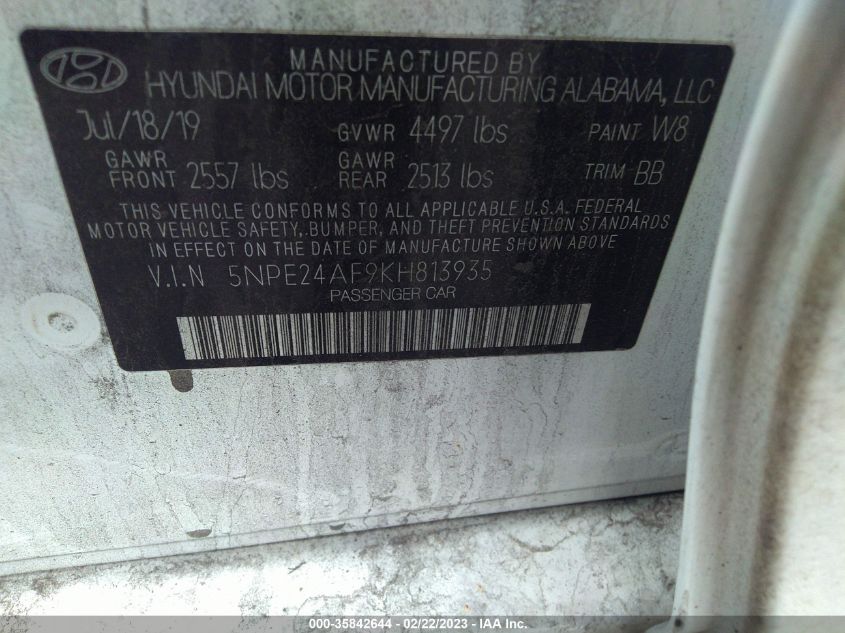 MANUFACTURED BY
HYUNDAI MOTOR MANUFACTURING ALABAMA, LLC
Jul/18/19 GVWR 4497 lbs PAINT W8
GAWR FRONT 2557 lbs GAWR REAR 2513 lbs TRIM BB
THIS VEHICLE CONFORMS TO ALL APPLICABLE U.S.A. FEDERAL
MOTOR VEHICLE SAFETY, BUMPER, AND THEFT PREVENTION STANDARDS
IN EFFECT ON THE DATE OF MANUFACTURE SHOWN ABOVE
V.I.N 5NPE24AF9KH813935
PASSENGER CAR
000-35842644 - 02/22/2023 - IAA Inc.